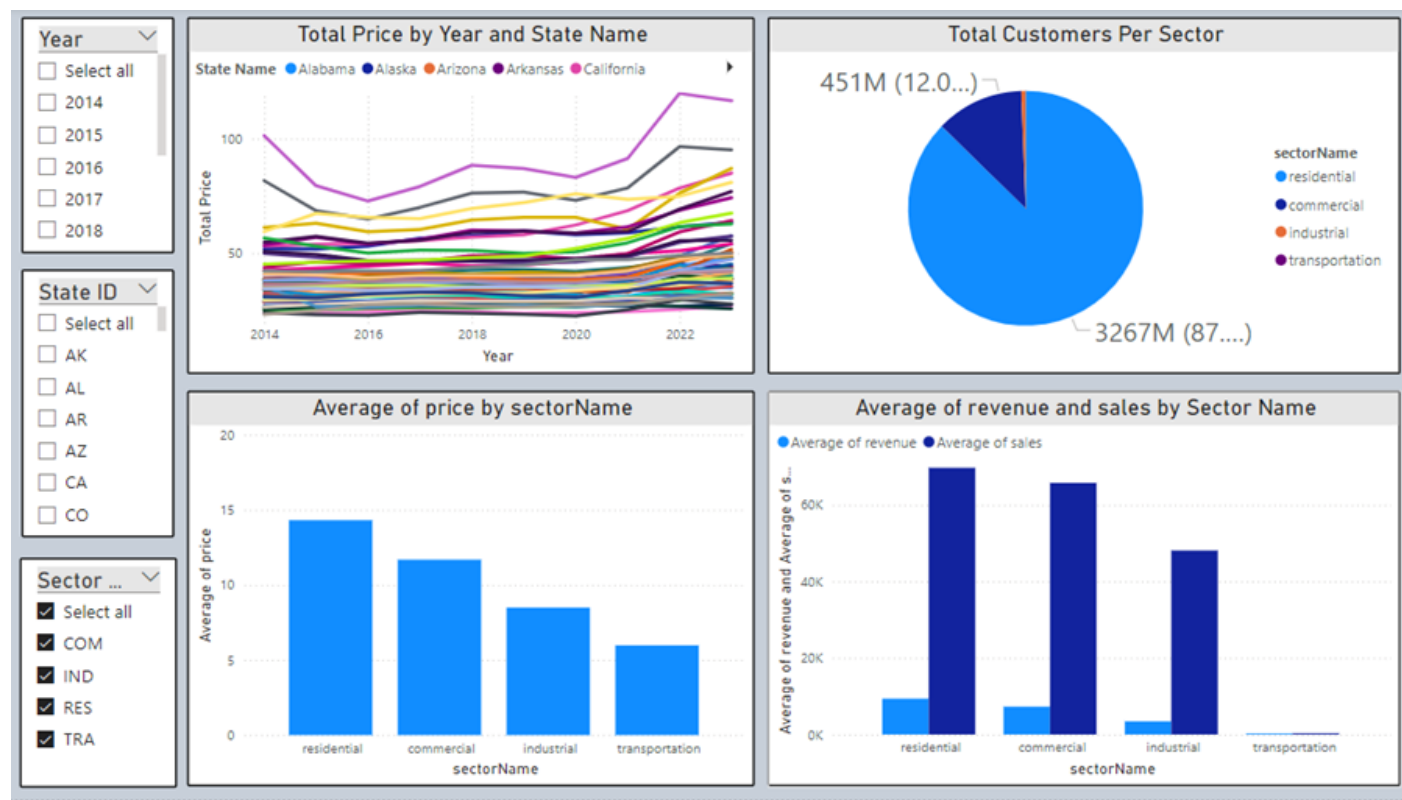 Year
Select all
2014
2015
2016
2017
2018
State ID
Select all
AK
AL
AR
AZ
CA
CO
Sector ...
Select all
COM
IND
RES
TRA
Total Price by Year and State Name
State Name Alabama Alaska Arizona Arkansas California
Total Price
100
50
2014 2016 2018 2020 2022
Year
Total Customers Per Sector
451M (12.0...)
3267M (87....)
sectorName
residential
commercial
industrial
transportation
Average of price by sectorName
Average of price
20
15
10
5
0
residential commercial industrial transportation
sectorName
Average of revenue and sales by Sector Name
Average of revenue Average of sales
Average of revenue and Average of s...
60K
40K
20K
0K
residential commercial industrial transportation
sectorName